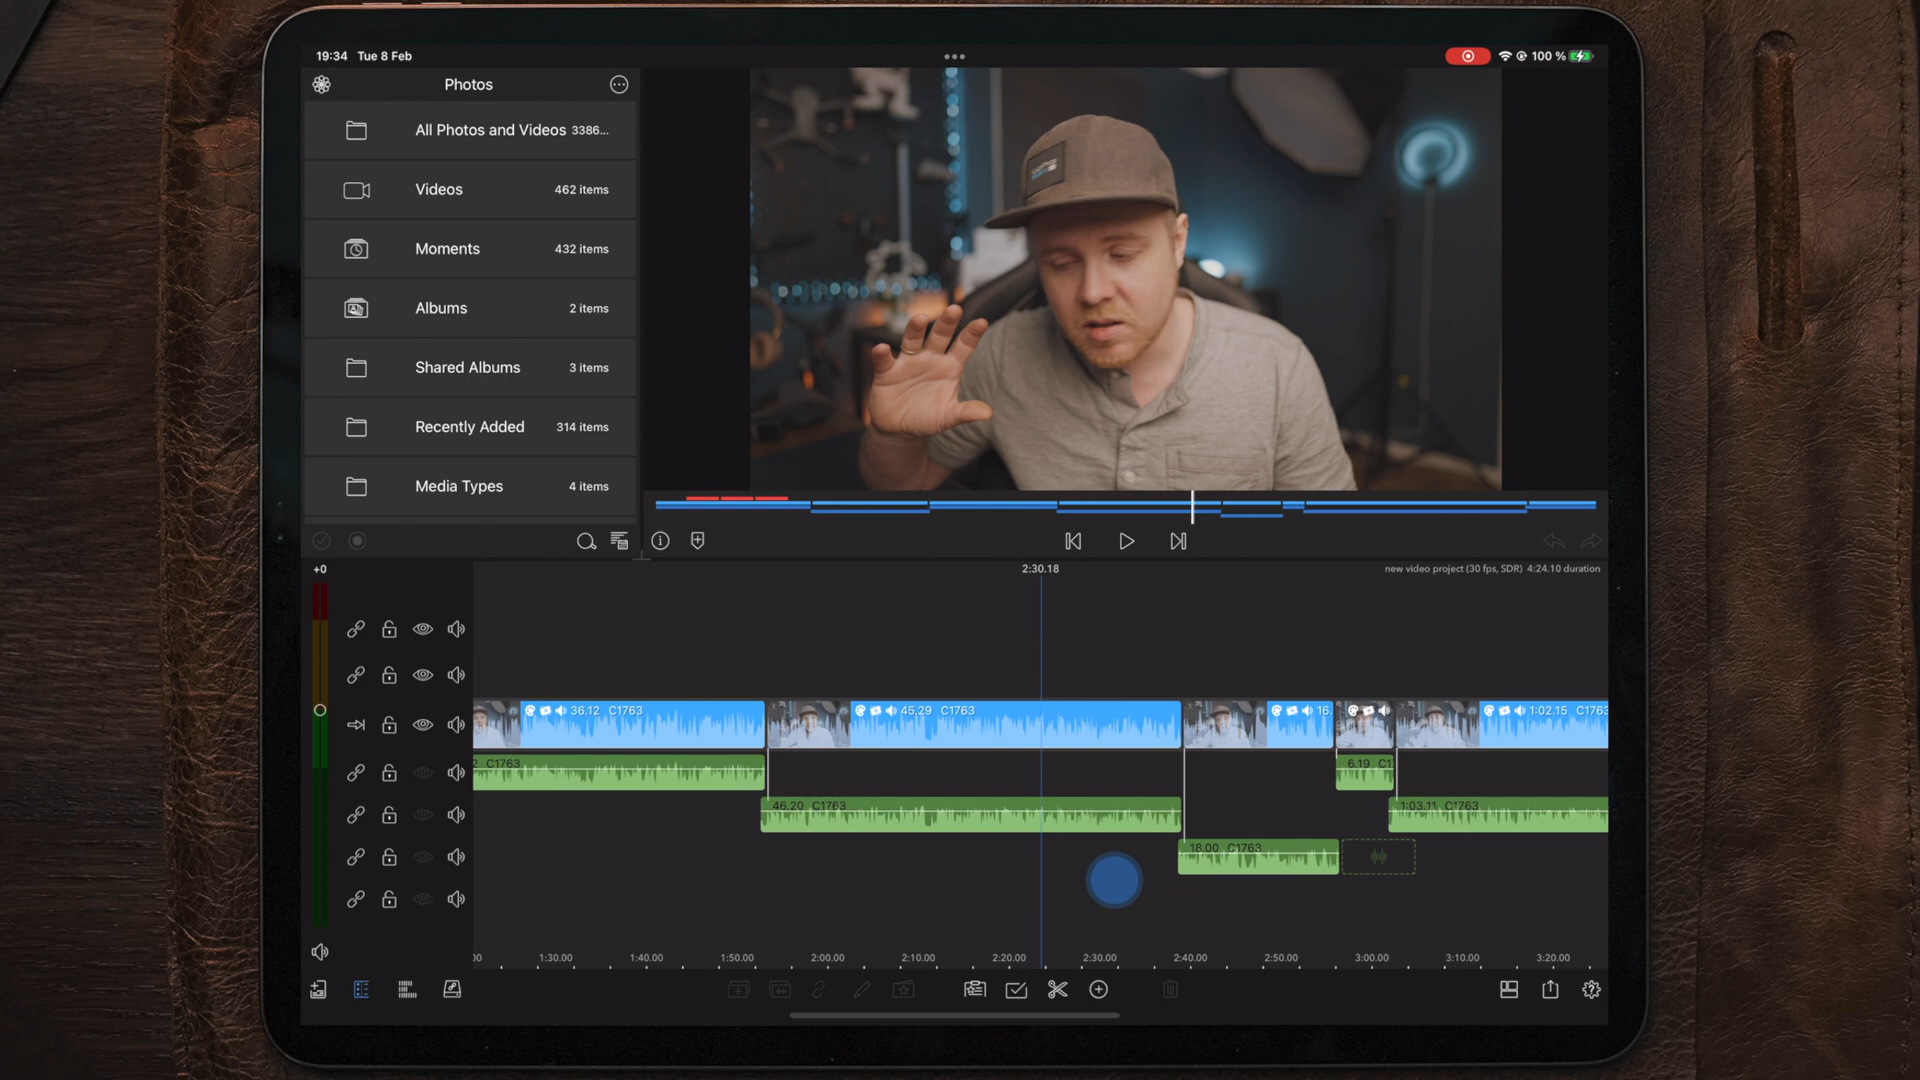 19:34 Tue 8 Feb
100 %
Photos
All Photos and Videos 3386...
Videos 462 items
Moments 432 items
Albums 2 items
Shared Albums 3 items
Recently Added 314 items
Media Types 4 items
+0
2:30.18
new video project (30 fps, SDR) 4:24.10 duration
36.12 C1763
45.29 C1763
16.
1:02.15 C1763
2 C1763
6.19 C17
46.20 C1763
1:03.11 C1763
18.00 C1763
00 1:30.00 1:40.00 1:50.00 2:00.00 2:10.00 2:20.00 2:30.00 2:40.00 2:50.00 3:00.00 3:10.00 3:20.00